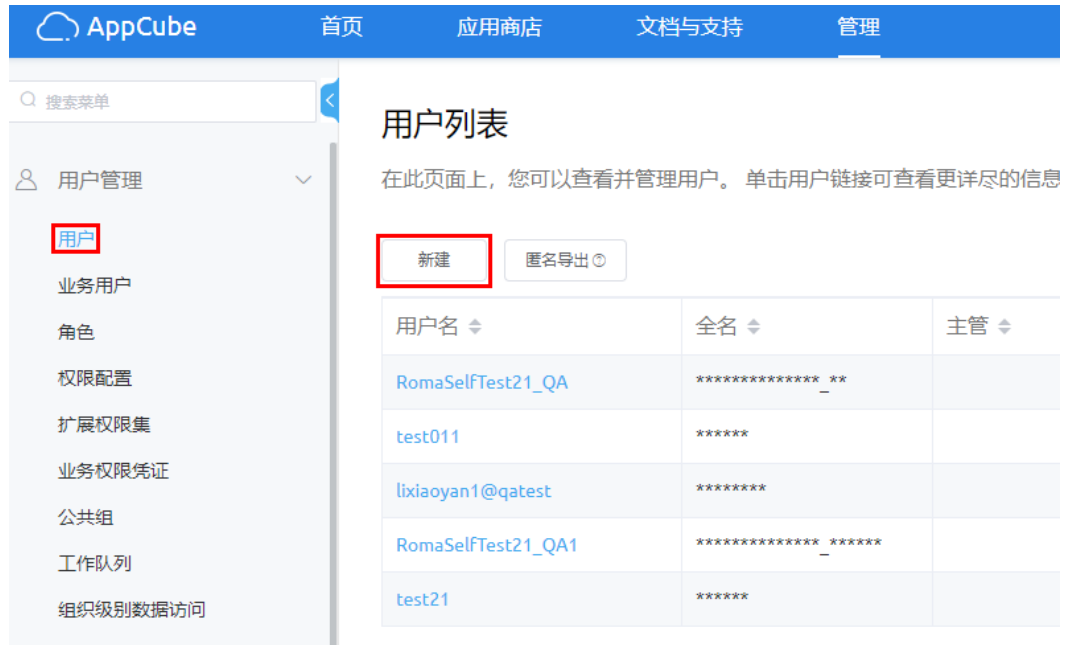 AppCube 首页 应用商店 文档与支持 管理
搜索菜单
用户管理
用户
业务用户
角色
权限配置
扩展权限集
业务权限凭证
公共组
工作队列
组织级别数据访问
用户列表
在此页面上，您可以查看并管理用户。 单击用户链接可查看更详尽的信息
新建 匿名导出
用户名 全名 主管
RomaSelfTest21_QA **************_**
test011 ******
lixiaoyan1@qatest ********
RomaSelfTest21_QA1 **************_******
test21 ******